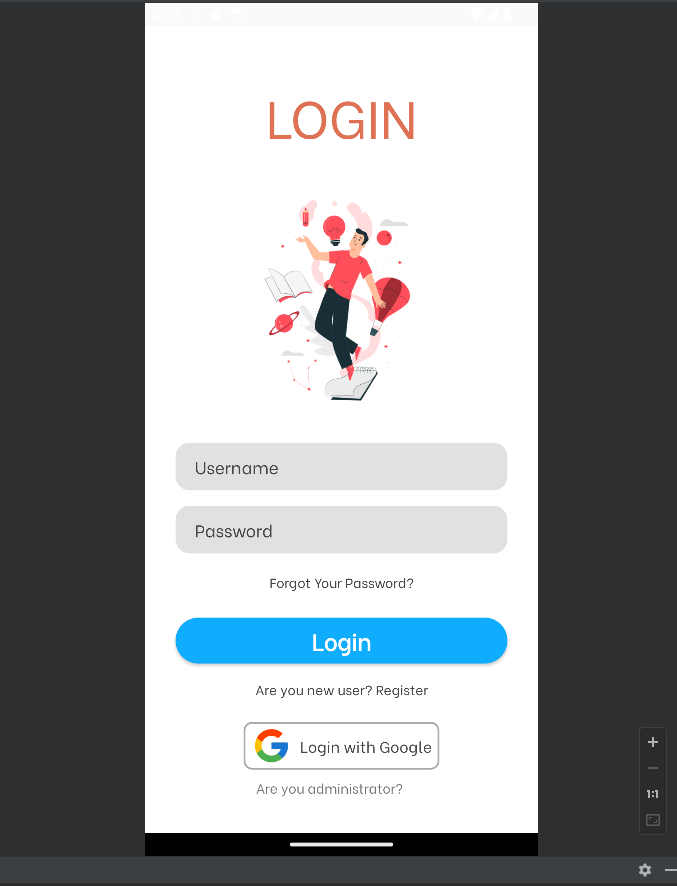 LOGIN
Username
Password
Forgot Your Password?
Login
Are you new user? Register
Login with Google
Are you administrator?
1:1